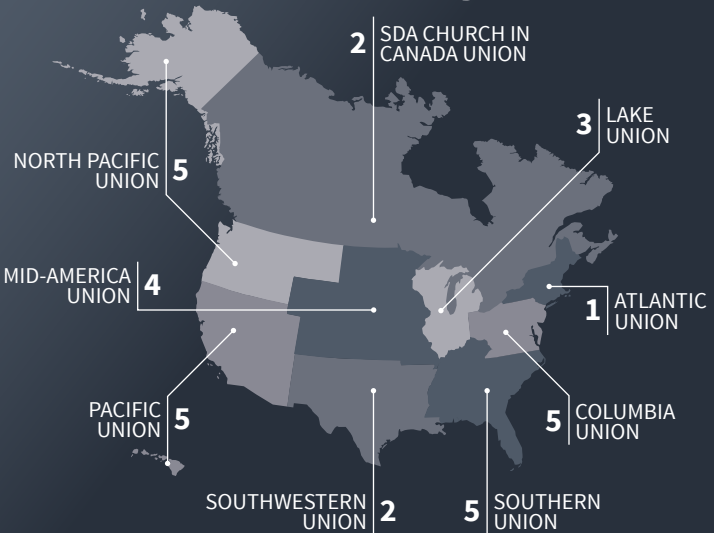 2
SDA CHURCH IN
CANADA UNION
3
LAKE
UNION
NORTH PACIFIC
UNION
5
MID-AMERICA
UNION
4
1
ATLANTIC
UNION
PACIFIC
UNION
5
5
COLUMBIA
UNION
SOUTHWESTERN
UNION
2
5
SOUTHERN
UNION